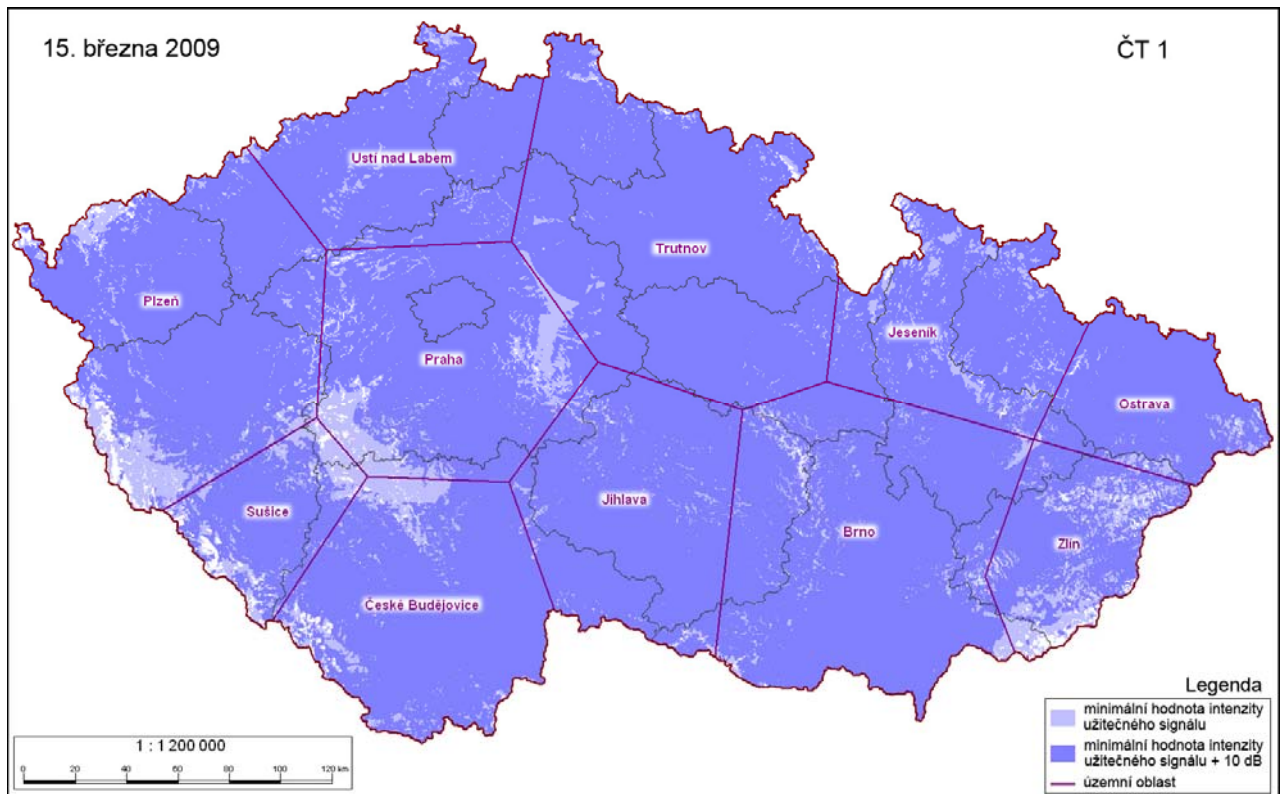 15. března 2009
ČT 1
Ústí nad Labem
Trutnov
Plzeň
Jeseník
Praha
Ostrava
Sušice
Jihlava
Brno
Zlín
České Budějovice
Legenda
minimální hodnota intenzity
užitečného signálu
minimální hodnota intenzity
užitečného signálu + 10 dB
územní oblast
1 : 1 200 000
0 20 40 60 80 100 120 km